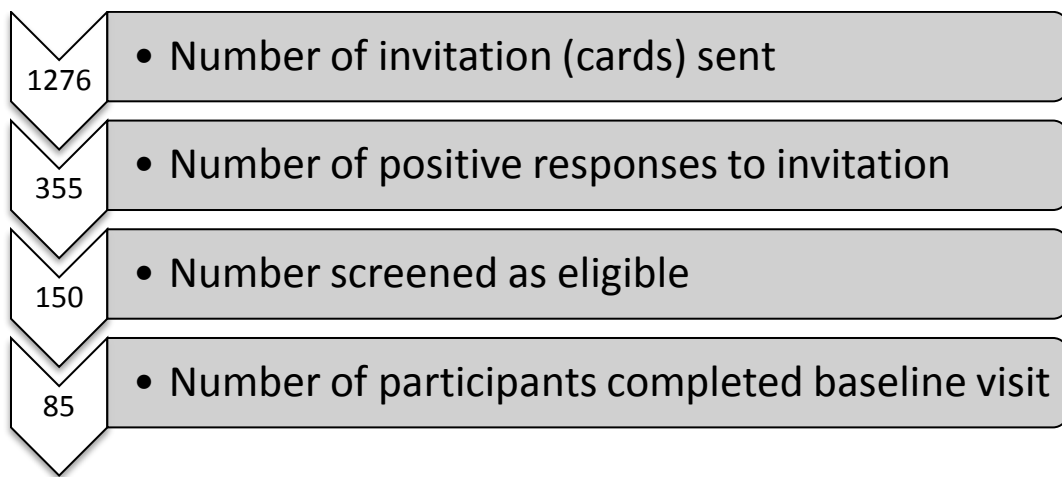 1276
• Number of invitation (cards) sent
355
• Number of positive responses to invitation
150
• Number screened as eligible
85
• Number of participants completed baseline visit